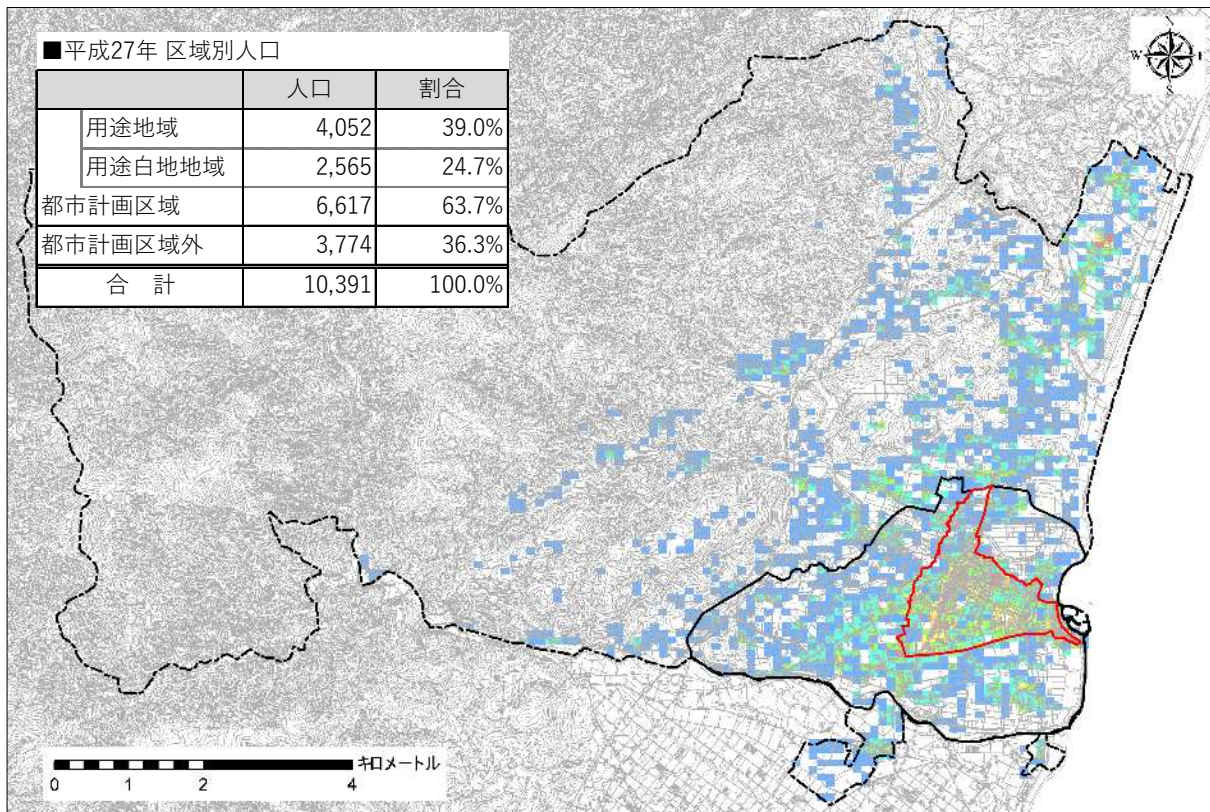 ■平成27年 区域別人口
人口 割合
用途地域 4,052 39.0%
用途白地地域 2,565 24.7%
都市計画区域 6,617 63.7%
都市計画区域外 3,774 36.3%
合 計 10,391 100.0%
N
W
S
キロメートル
0 1 2 4